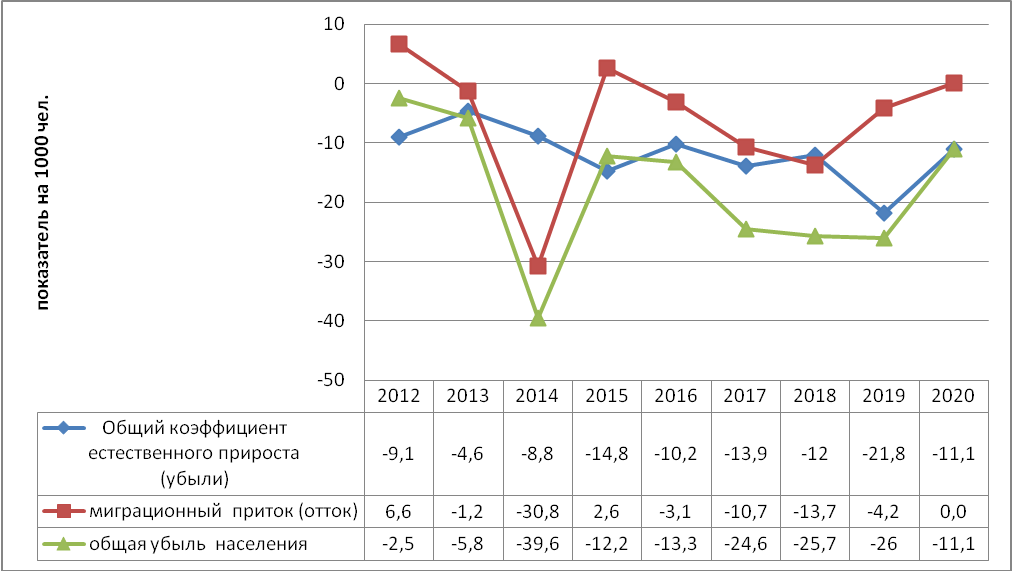 показатель на 1000 чел.
10
0
-10
-20
-30
-40
-50
2012 2013 2014 2015 2016 2017 2018 2019 2020
Общий коэффициент
естественного прироста
(убыли)
-9,1 -4,6 -8,8 -14,8 -10,2 -13,9 -12 -21,8 -11,1
миграционный приток (отток) 6,6 -1,2 -30,8 2,6 -3,1 -10,7 -13,7 -4,2 0,0
общая убыль населения -2,5 -5,8 -39,6 -12,2 -13,3 -24,6 -25,7 -26 -11,1